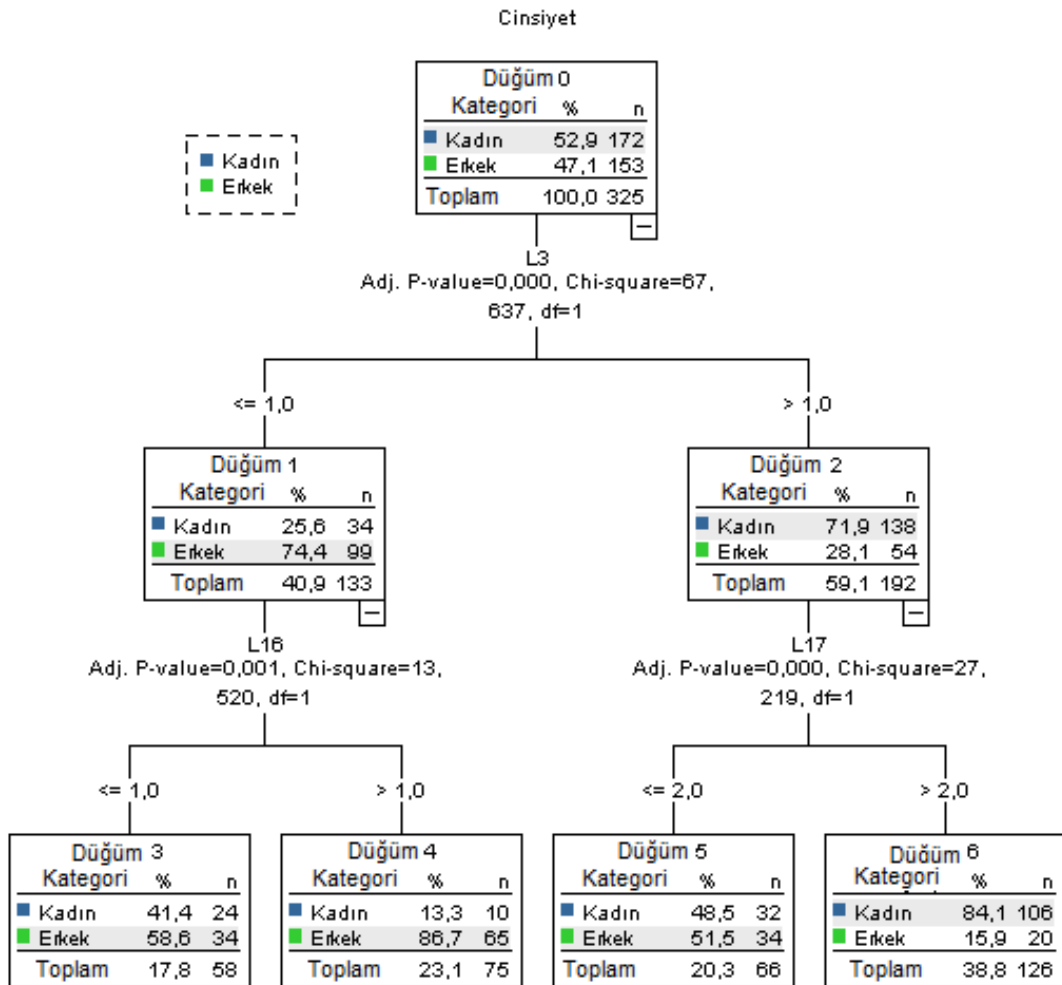 Cinsiyet
Düğüm 0
Kategori % n
Kadın 52,9 172
Erkek 47,1 153
Toplam 100,0 325
Kadın
Erkek
L3
Adj. P-value=0,000, Chi-square=67,
637, df=1
<= 1,0
> 1,0
Düğüm 1
Kategori % n
Kadın 25,6 34
Erkek 74,4 99
Toplam 40,9 133
Düğüm 2
Kategori % n
Kadın 71,9 138
Erkek 28,1 54
Toplam 59,1 192
L16
Adj. P-value=0,001, Chi-square=13,
520, df=1
L17
Adj. P-value=0,000, Chi-square=27,
219, df=1
<= 1,0
> 1,0
<= 2,0
> 2,0
Düğüm 3
Kategori % n
Kadın 41,4 24
Erkek 58,6 34
Toplam 17,8 58
Düğüm 4
Kategori % n
Kadın 13,3 10
Erkek 86,7 65
Toplam 23,1 75
Düğüm 5
Kategori % n
Kadın 48,5 32
Erkek 51,5 34
Toplam 20,3 66
Düğüm 6
Kategori % n
Kadın 84,1 106
Erkek 15,9 20
Toplam 38,8 126